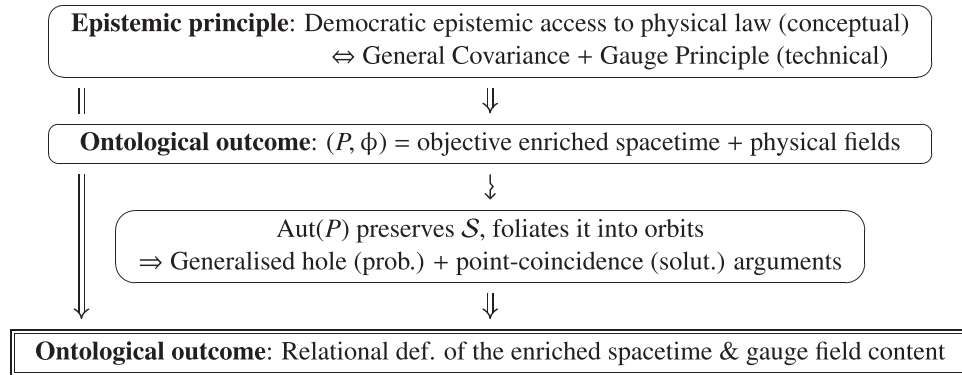 Epistemic principle: Democratic epistemic access to physical law (conceptual)
⇔ General Covariance + Gauge Principle (technical)
Ontological outcome: (P, ϕ) = objective enriched spacetime + physical fields
Aut(P) preserves 𝒮, foliates it into orbits
⇒ Generalised hole (prob.) + point-coincidence (solut.) arguments
Ontological outcome: Relational def. of the enriched spacetime & gauge field content